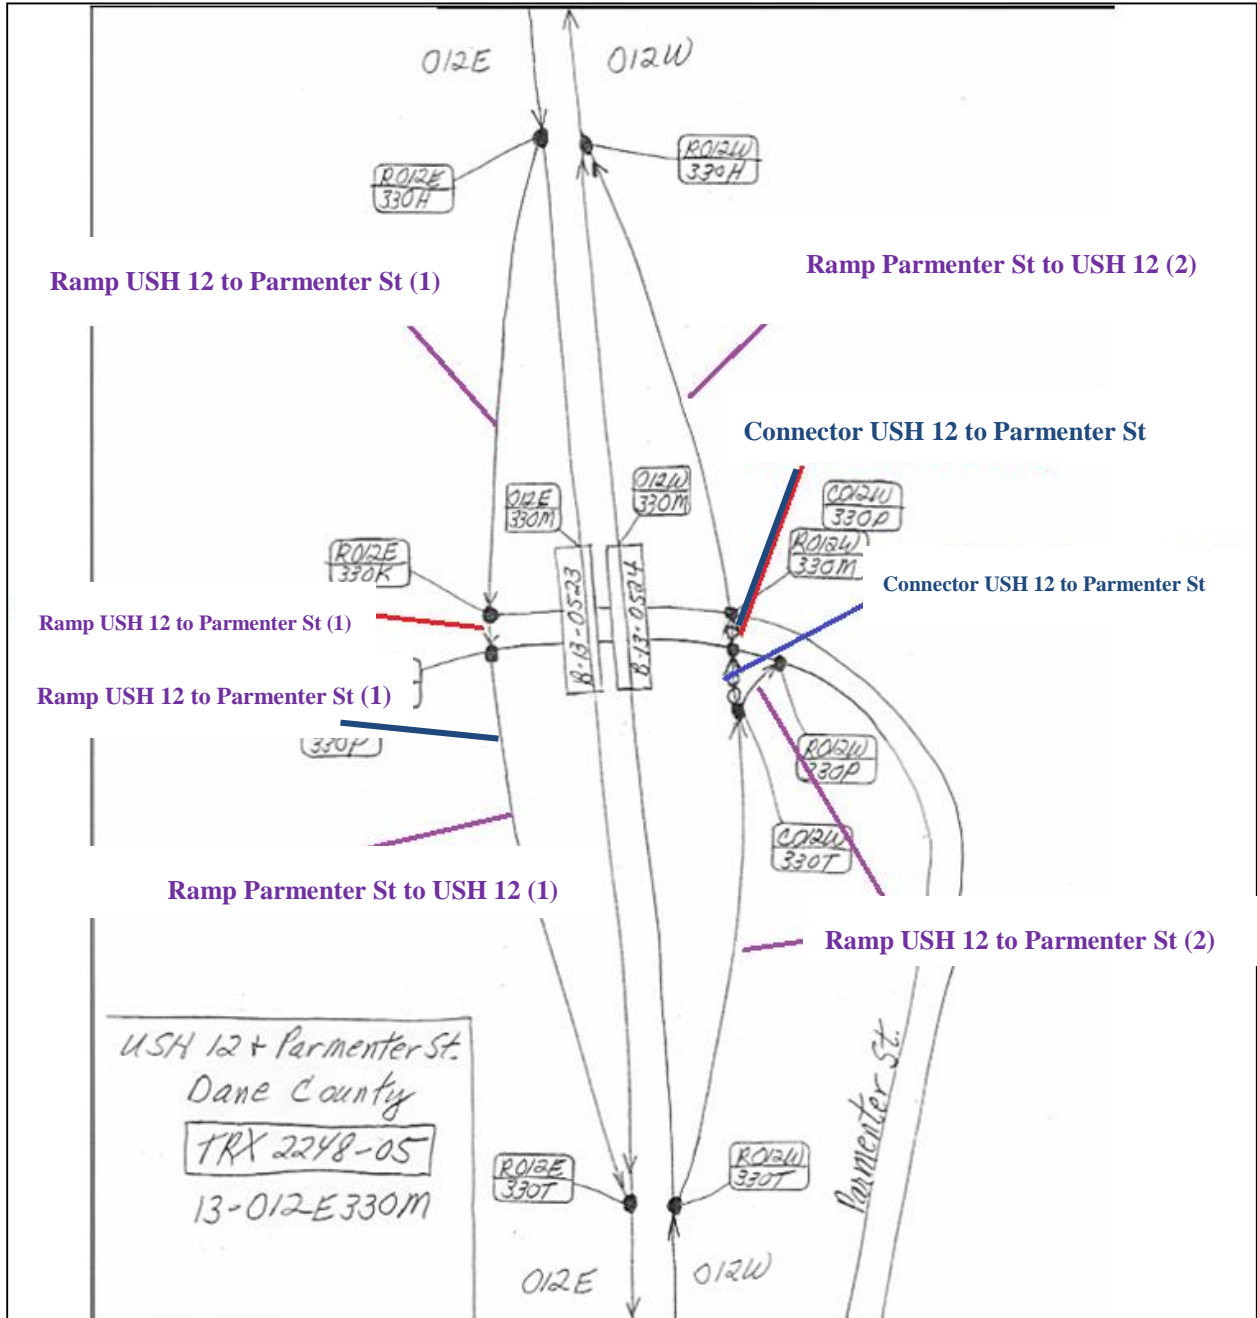 012E
012W
R012E
330H
R012W
330H
Ramp USH 12 to Parmenter St (1)
Ramp Parmenter St to USH 12 (2)
Connector USH 12 to Parmenter St
012E
330M
012W
330M
C012W
330P
R012E
330K
R012W
330M
B-13-0523
B-13-0524
Connector USH 12 to Parmenter St
Ramp USH 12 to Parmenter St (1)
Ramp USH 12 to Parmenter St (1)
330P
R012W
330P
C012W
330T
Ramp Parmenter St to USH 12 (1)
Ramp USH 12 to Parmenter St (2)
USH 12 + Parmenter St.
Dane County
TRX 2248-05
13-012E330M
R012E
330T
R012W
330T
Parmenter St.
012E
012W